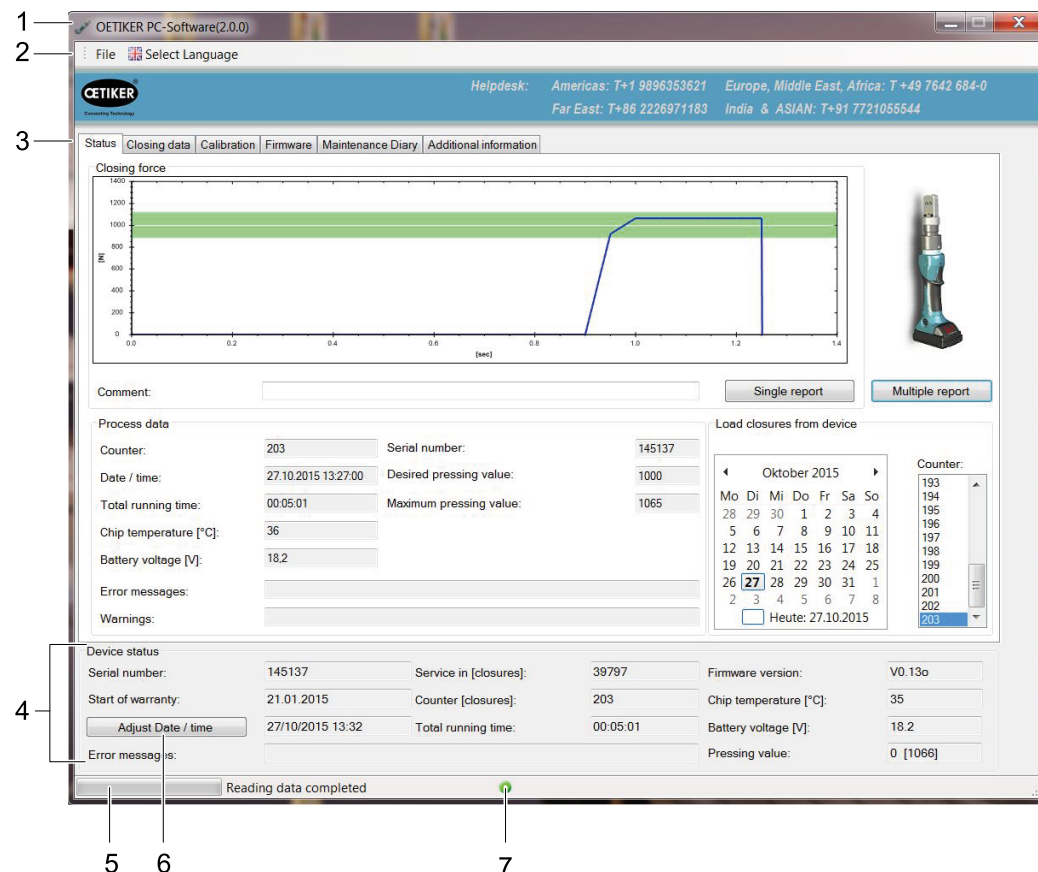 1
OETIKER PC-Software(2.0.0)
2
File Select Language
ŒTIKER®
Connecting Technology
Helpdesk: Americas: T+1 9896353621 Europe, Middle East, Africa: T +49 7642 684-0
Far East: T+86 2226971183 India & ASIAN: T+91 7721055544
3
Status Closing data Calibration Firmware Maintenance Diary Additional information
Closing force
1400
1200
1000
800
600
400
200
0
[N]
0.0 0.2 0.4 0.6 0.8 1.0 1.2 1.4
[sec]
Comment: Single report Multiple report
Process data
Counter: 203 Serial number: 145137
Date / time: 27.10.2015 13:27:00 Desired pressing value: 1000
Total running time: 00:05:01 Maximum pressing value: 1065
Chip temperature [°C]: 36
Battery voltage [V]: 18,2
Error messages:
Warnings:
Load closures from device
Oktober 2015
Mo Di Mi Do Fr Sa So
28 29 30 1 2 3 4
5 6 7 8 9 10 11
12 13 14 15 16 17 18
19 20 21 22 23 24 25
26 27 28 29 30 31 1
2 3 4 5 6 7 8
Heute: 27.10.2015
Counter:
193
194
195
196
197
198
199
200
201
202
203
4
Device status
Serial number: 145137 Service in [closures]: 39797 Firmware version: V0.13o
Start of warranty: 21.01.2015 Counter [closures]: 203 Chip temperature [°C]: 35
Adjust Date / time 27/10/2015 13:32 Total running time: 00:05:01 Battery voltage [V]: 18.2
Error messages: Pressing value: 0 [1066]
Reading data completed
5 6 7